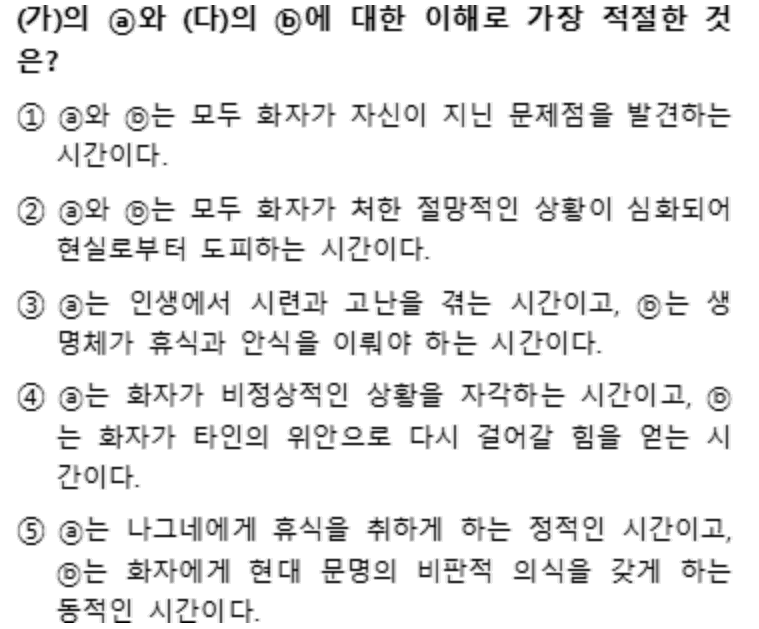 (가)의 ⓐ와 (다)의 ⓑ에 대한 이해로 가장 적절한 것
은?
① ⓐ와 ⓑ는 모두 화자가 자신이 지닌 문제점을 발견하는
시간이다.
② ⓐ와 ⓑ는 모두 화자가 처한 절망적인 상황이 심화되어
현실로부터 도피하는 시간이다.
③ ⓐ는 인생에서 시련과 고난을 겪는 시간이고, ⓑ는 생
명체가 휴식과 안식을 이뤄야 하는 시간이다.
④ ⓐ는 화자가 비정상적인 상황을 자각하는 시간이고, ⓑ
는 화자가 타인의 위안으로 다시 걸어갈 힘을 얻는 시
간이다.
⑤ ⓐ는 나그네에게 휴식을 취하게 하는 정적인 시간이고,
ⓑ는 화자에게 현대 문명의 비판적 의식을 갖게 하는
동적인 시간이다.